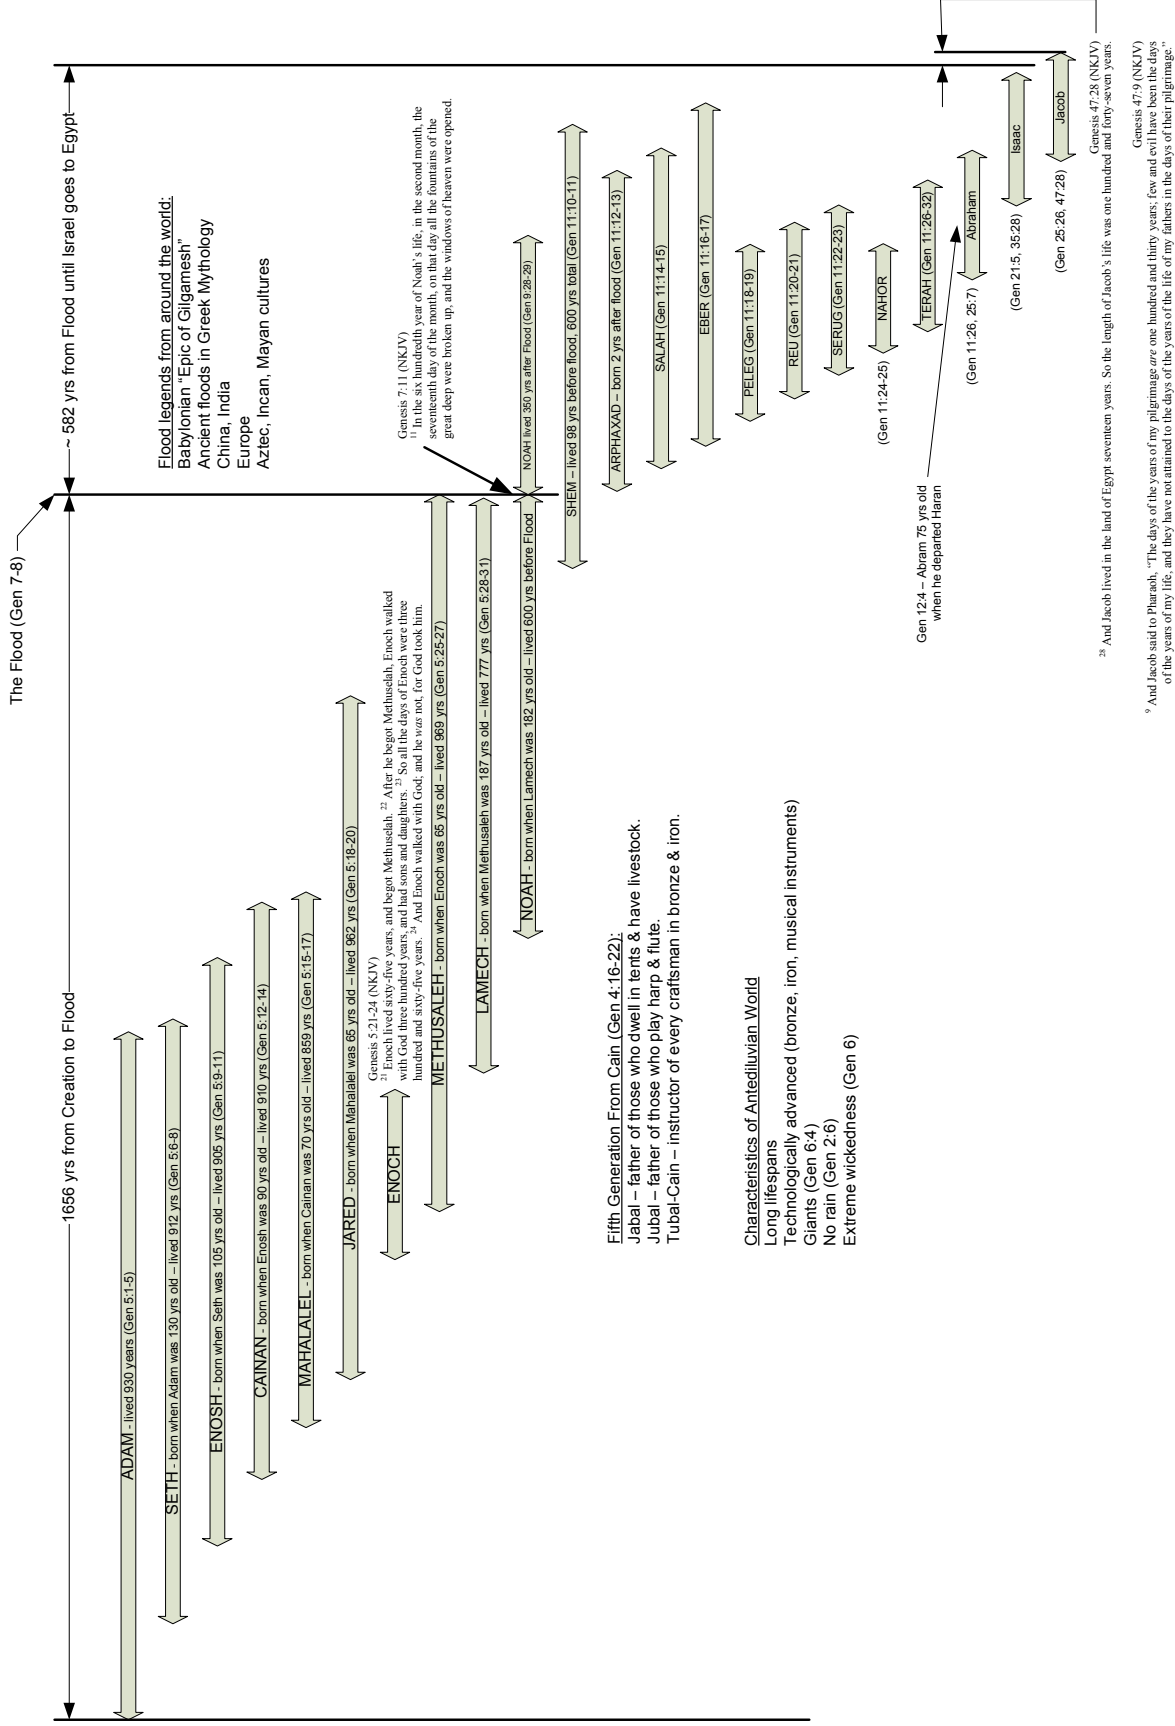 The Flood (Gen 7-8)
1656 yrs from Creation to Flood
~ 582 yrs from Flood until Israel goes to Egypt
ADAM - lived 930 years (Gen 5:1-5)
SETH - born when Adam was 130 yrs old – lived 912 yrs (Gen 5:6-8)
ENOSH - born when Seth was 105 yrs old – lived 905 yrs (Gen 5:9-11)
CAINAN - born when Enosh was 90 yrs old – lived 910 yrs (Gen 5:12-14)
MAHALALEL - born when Cainan was 70 yrs old – lived 859 yrs (Gen 5:15-17)
JARED - born when Mahalalel was 65 yrs old – lived 962 yrs (Gen 5:18-20)
ENOCH
Genesis 5:21-24 (NKJV)
21 Enoch lived sixty-five years, and begot Methuselah. 22 After he begot Methuselah, Enoch walked
with God three hundred years, and had sons and daughters. 23 So all the days of Enoch were three
hundred and sixty-five years. 24 And Enoch walked with God; and he was not, for God took him.
METHUSALEH - born when Enoch was 65 yrs old – lived 969 yrs (Gen 5:25-27)
LAMECH - born when Methusaleh was 187 yrs old – lived 777 yrs (Gen 5:28-31)
NOAH - born when Lamech was 182 yrs old – lived 600 yrs before Flood
NOAH lived 350 yrs after Flood (Gen 9:28-29)
Flood legends from around the world:
Babylonian “Epic of Gilgamesh”
Ancient floods in Greek Mythology
China, India
Europe
Aztec, Incan, Mayan cultures
Genesis 7:11 (NKJV)
11 In the six hundredth year of Noah’s life, in the second month, the
seventeenth day of the month, on that day all the fountains of the
great deep were broken up, and the windows of heaven were opened.
SHEM – lived 98 yrs before flood, 600 yrs total (Gen 11:10-11)
ARPHAXAD – born 2 yrs after flood (Gen 11:12-13)
SALAH (Gen 11:14-15)
EBER (Gen 11:16-17)
PELEG (Gen 11:18-19)
REU (Gen 11:20-21)
SERUG (Gen 11:22-23)
NAHOR
(Gen 11:24-25)
TERAH (Gen 11:26-32)
Abraham
(Gen 11:26, 25:7)
Gen 12:4 – Abram 75 yrs old
when he departed Haran
Isaac
(Gen 21:5, 35:28)
Jacob
(Gen 25:26, 47:28)
Fifth Generation From Cain (Gen 4:16-22):
Jabal – father of those who dwell in tents & have livestock.
Jubal – father of those who play harp & flute.
Tubal-Cain – instructor of every craftsman in bronze & iron.
Characteristics of Antediluvian World
Long lifespans
Technologically advanced (bronze, iron, musical instruments)
Giants (Gen 6:4)
No rain (Gen 2:6)
Extreme wickedness (Gen 6)
Genesis 47:28 (NKJV)
28 And Jacob lived in the land of Egypt seventeen years. So the length of Jacob’s life was one hundred and forty-seven years.
Genesis 47:9 (NKJV)
9 And Jacob said to Pharaoh, “The days of the years of my pilgrimage are one hundred and thirty years; few and evil have been the days
of the years of my life, and they have not attained to the days of the years of the life of my fathers in the days of their pilgrimage.”